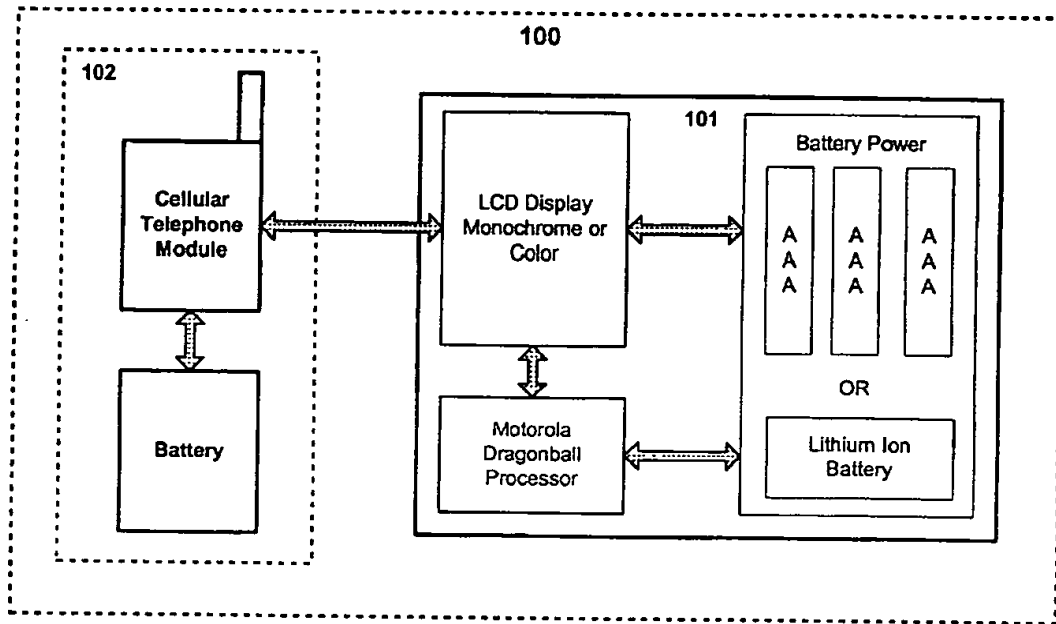 100
102
Cellular
Telephone
Module
Battery
101
LCD Display
Monochrome or
Color
Motorola
Dragonball
Processor
Battery Power
A A A
A A A
A A A
OR
Lithium Ion
Battery